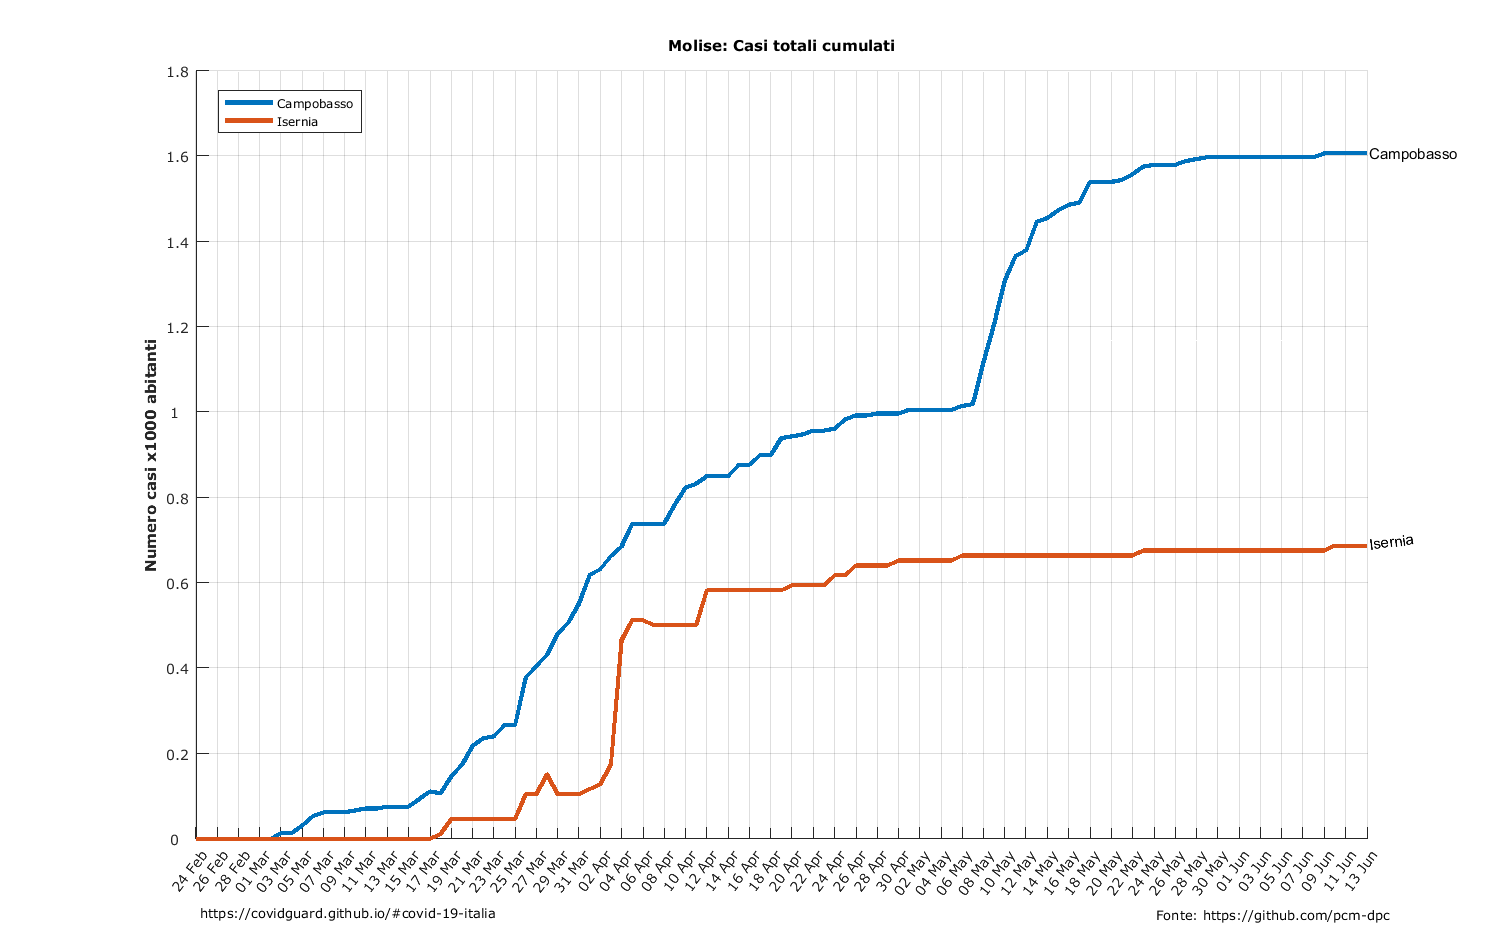 Molise: Casi totali cumulati
1.8
1.6
1.4
1.2
1
0.8
0.6
0.4
0.2
0
Numero casi x1000 abitanti
Campobasso
Isernia
Campobasso
Isernia
24 Feb
26 Feb
28 Feb
01 Mar
03 Mar
05 Mar
07 Mar
09 Mar
11 Mar
13 Mar
15 Mar
17 Mar
19 Mar
21 Mar
23 Mar
25 Mar
27 Mar
29 Mar
31 Mar
02 Apr
04 Apr
06 Apr
08 Apr
10 Apr
12 Apr
14 Apr
16 Apr
18 Apr
20 Apr
22 Apr
24 Apr
26 Apr
28 Apr
30 Apr
02 May
04 May
06 May
08 May
10 May
12 May
14 May
16 May
18 May
20 May
22 May
24 May
26 May
28 May
30 May
01 Jun
03 Jun
05 Jun
07 Jun
09 Jun
11 Jun
13 Jun
https://covidguard.github.io/#covid-19-italia
Fonte: https://github.com/pcm-dpc